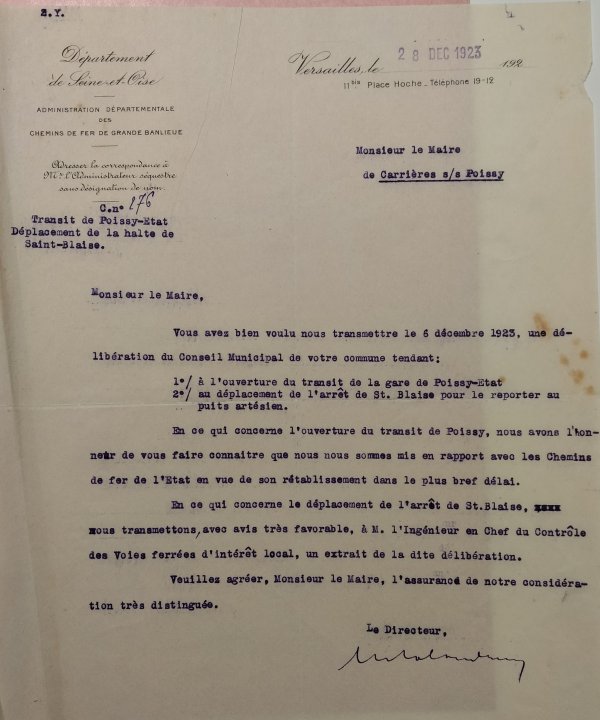 E.Y.
Département
de Seine-et-Oise
ADMINISTRATION DÉPARTEMENTALE
DES
CHEMINS DE FER DE GRANDE BANLIEUE
Adresser la correspondance à
Mr l'Administrateur séquestre
sans désignation de nom.
C.n° 276
Transit de Poissy-Etat
Déplacement de la halte de
Saint-Blaise.
Versailles, le 28 DEC 1923 192
11 bis Place Hoche - Téléphone 19-12
Monsieur le Maire
de Carrières s/s Poissy
Monsieur le Maire,
Vous avez bien voulu nous transmettre le 6 décembre 1923, une dé-
libération du Conseil Municipal de votre commune tendant:
1°/ à l'ouverture du transit de la gare de Poissy-Etat
2°/ au déplacement de l'arrêt de St. Blaise pour le reporter au
puits artésien.
En ce qui concerne l'ouverture du transit de Poissy, nous avons l'hon-
neur de vous faire connaitre que nous nous sommes mis en rapport avec les Chemins
de fer de l'Etat en vue de son rétablissement dans le plus bref délai.
En ce qui concerne le déplacement de l'arrêt de St.Blaise,
nous transmettons, avec avis très favorable, à M. l'Ingénieur en Chef du Contrôle
des Voies ferrées d'intérêt local, un extrait de la dite délibération.
Veuillez agréer, Monsieur le Maire, l'assurance de notre considéra-
tion très distinguée.
Le Directeur,